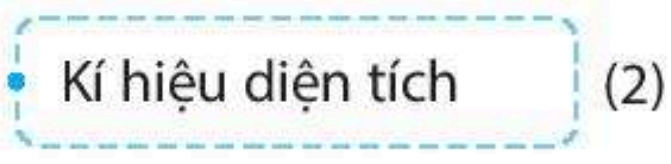 Kí hiệu diện tích (2)